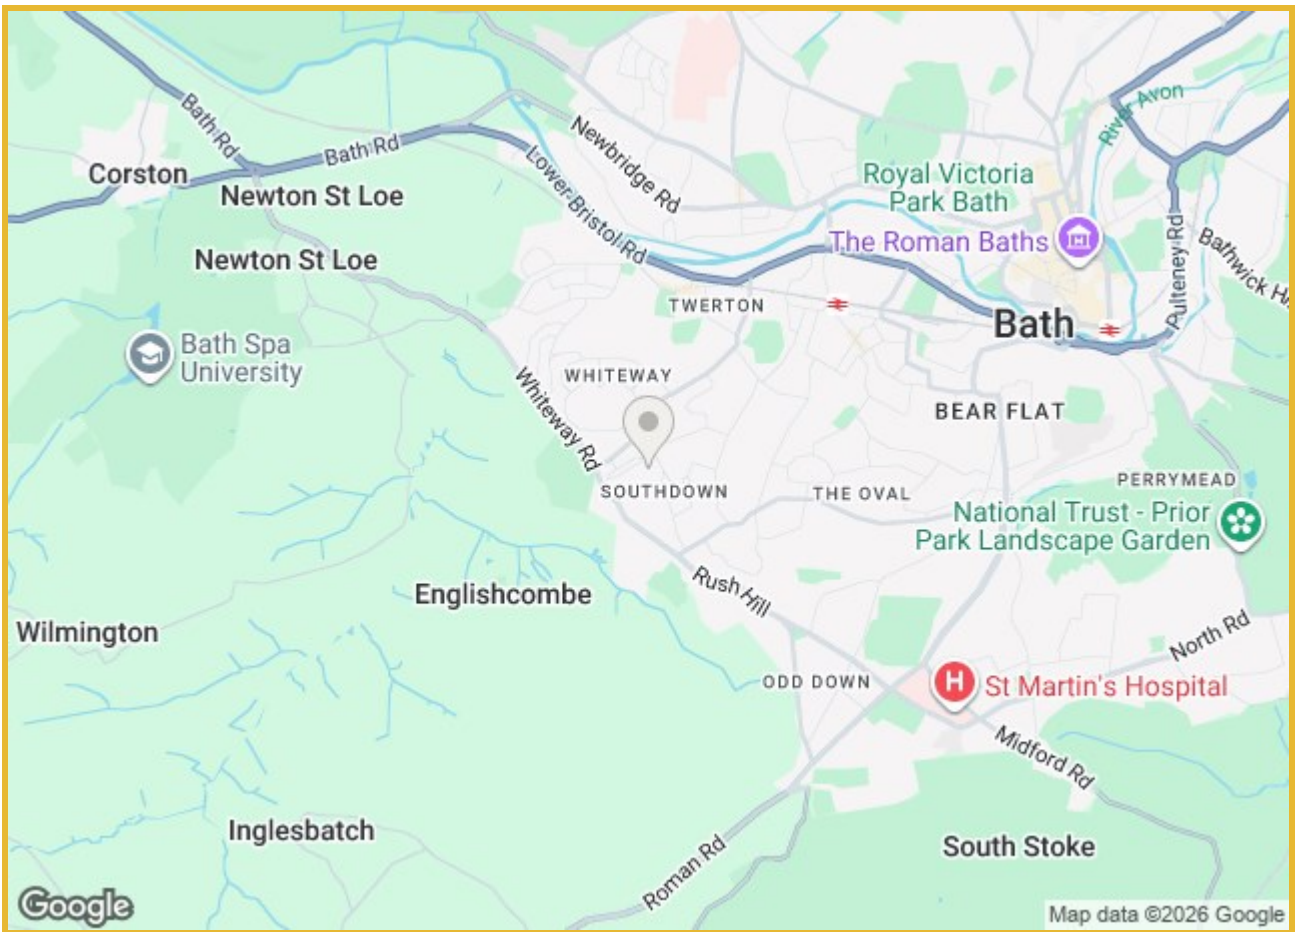 River Avon
Bath Rd
Newbridge Rd
Bath Rd
Lower Bristol Rd
Corston
Newton St Loe
Royal Victoria
Park Bath
The Roman Baths
Pulteney Rd
Newton St Loe
TWERTON
Bath
Bath Spa
University
WHITEWAY
Whiteway Rd
BEAR FLAT
SOUTHDOWN
THE OVAL
PERRYMEAD
National Trust - Prior
Park Landscape Garden
Englishcombe
Rush Hill
Wilmington
North Rd
ODD DOWN
H
St Martin's Hospital
Midford Rd
Inglesbatch
South Stoke
Roman Rd
Google
Map data ©2026 Google
Bathwick